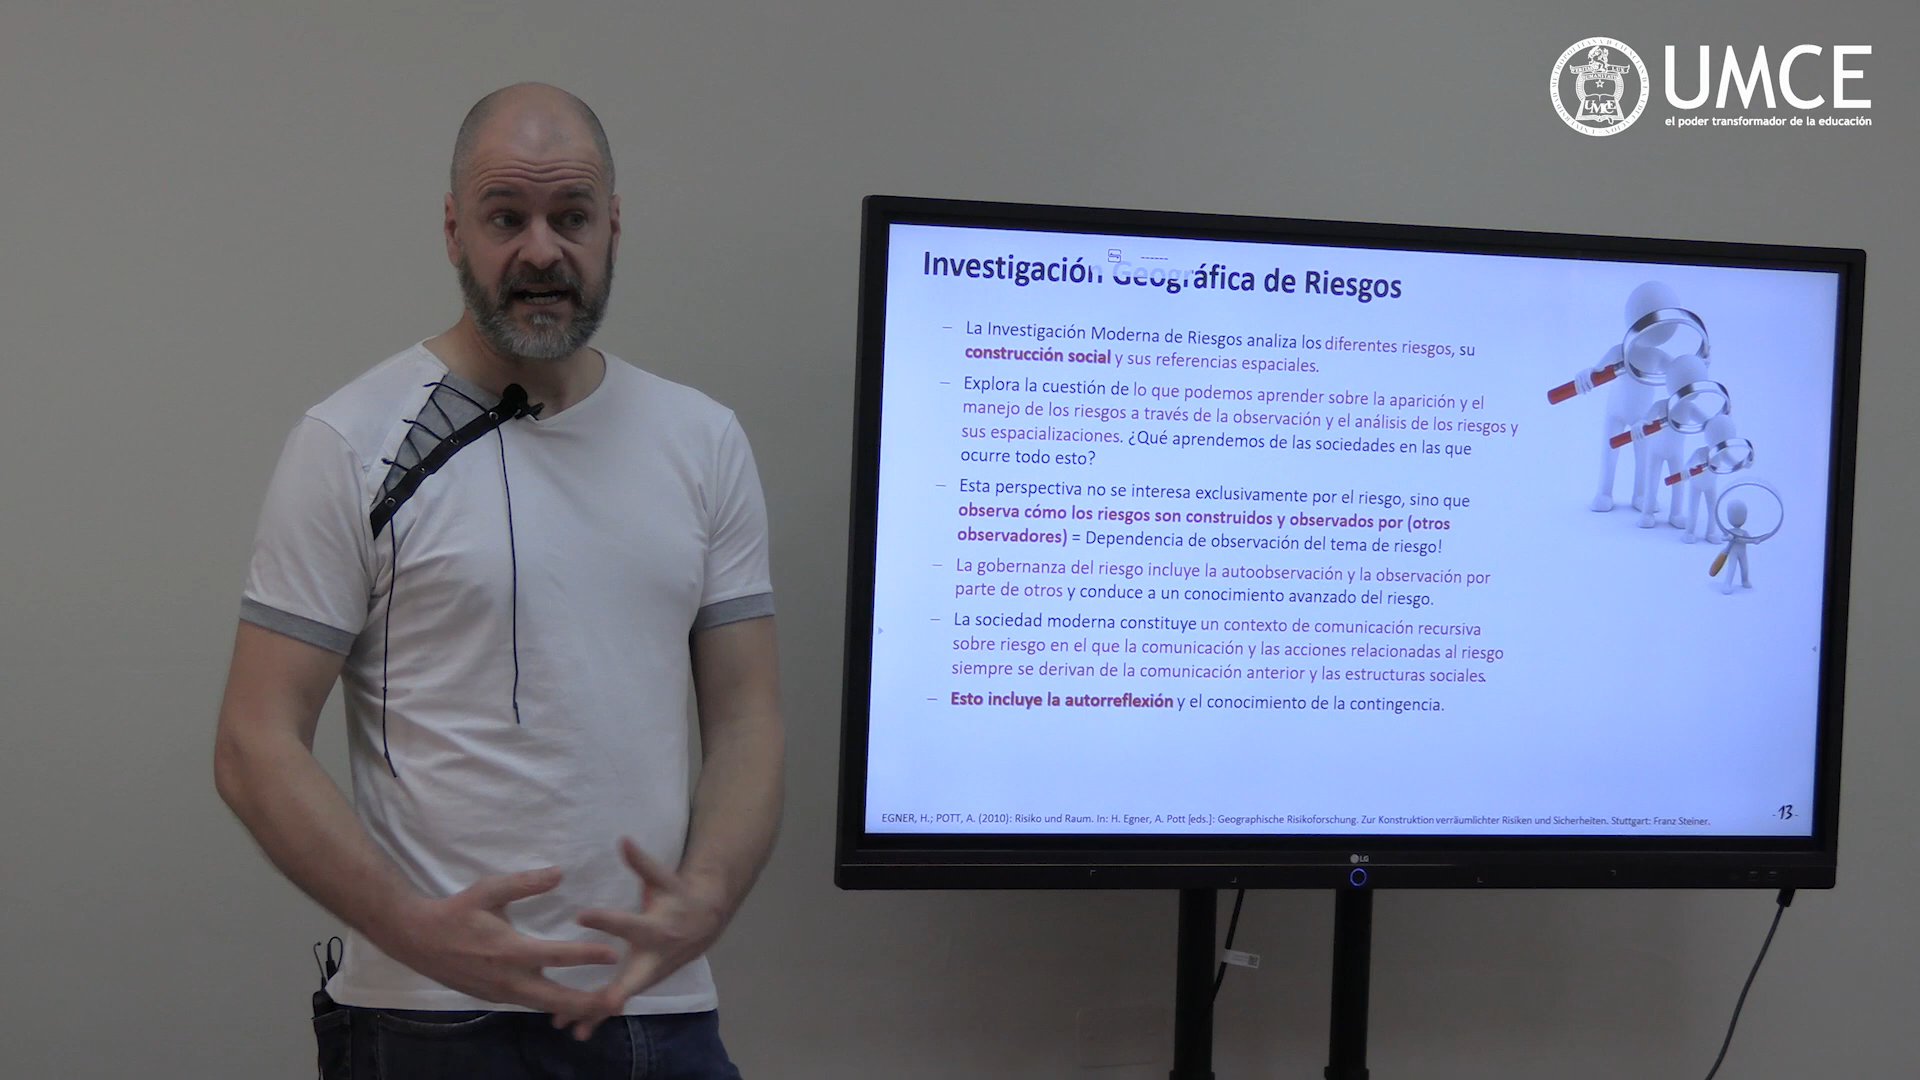 UMCE
el poder transformador de la educación
Investigación Geográfica de Riesgos
– La Investigación Moderna de Riesgos analiza los diferentes riesgos, su
construcción social y sus referencias espaciales.
– Explora la cuestión de lo que podemos aprender sobre la aparición y el
manejo de los riesgos a través de la observación y el análisis de los riesgos y
sus espacializaciones. ¿Qué aprendemos de las sociedades en las que
ocurre todo esto?
– Esta perspectiva no se interesa exclusivamente por el riesgo, sino que
observa cómo los riesgos son construidos y observados por (otros
observadores) = Dependencia de observación del tema de riesgo!
– La gobernanza del riesgo incluye la autoobservación y la observación por
parte de otros y conduce a un conocimiento avanzado del riesgo.
– La sociedad moderna constituye un contexto de comunicación recursiva
sobre riesgo en el que la comunicación y las acciones relacionadas al riesgo
siempre se derivan de la comunicación anterior y las estructuras sociales.
– Esto incluye la autorreflexión y el conocimiento de la contingencia.
EGNER, H.; POTT, A. (2010): Risiko und Raum. In: H. Egner, A. Pott [eds.]: Geographische Risikoforschung. Zur Konstruktion verräumlichter Risiken und Sicherheiten. Stuttgart: Franz Steiner.
- 13 -
LG